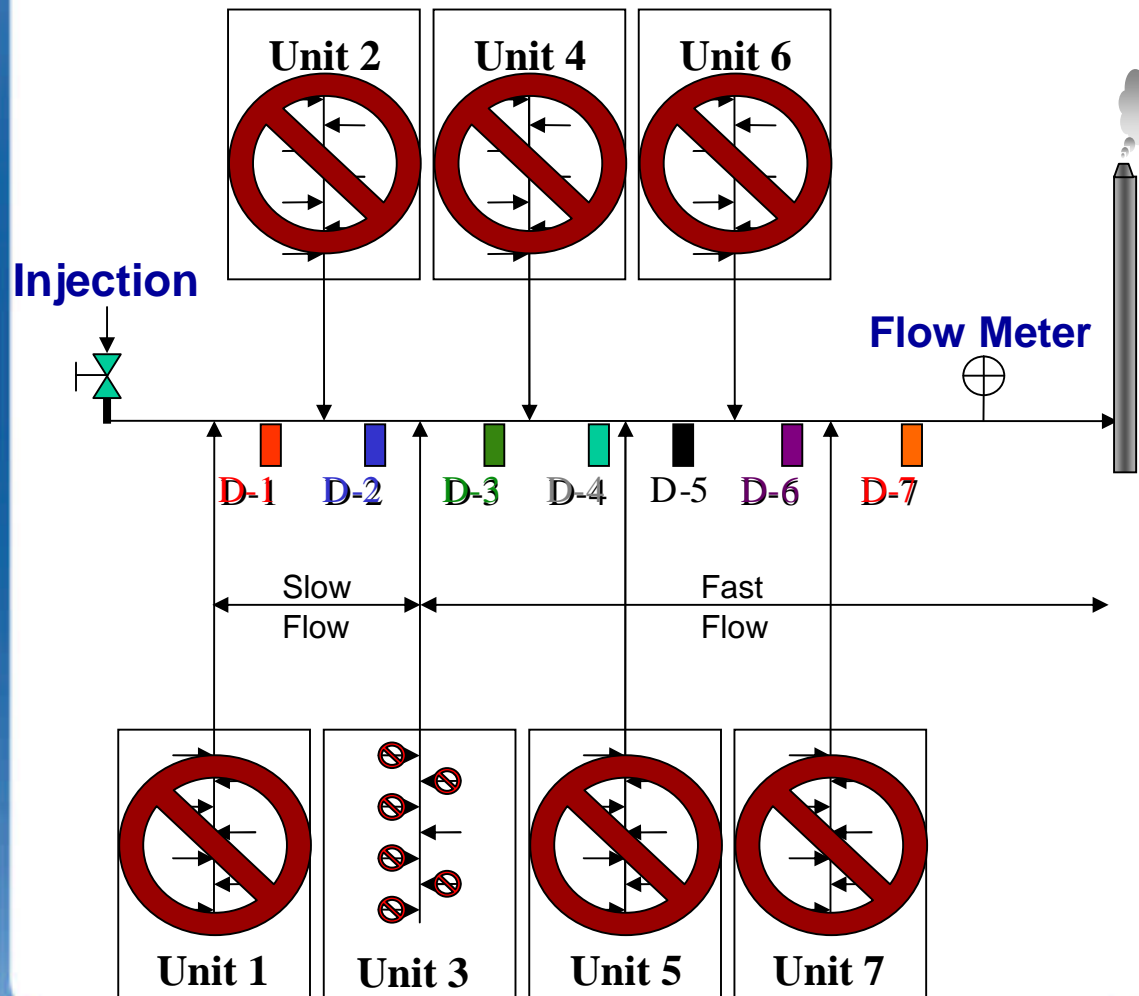 Unit 2
Unit 4
Unit 6
Injection
Flow Meter
D-1
D-2
D-3
D-4
D-5
D-6
D-7
Slow
Flow
Fast
Flow
Unit 1
Unit 3
Unit 5
Unit 7